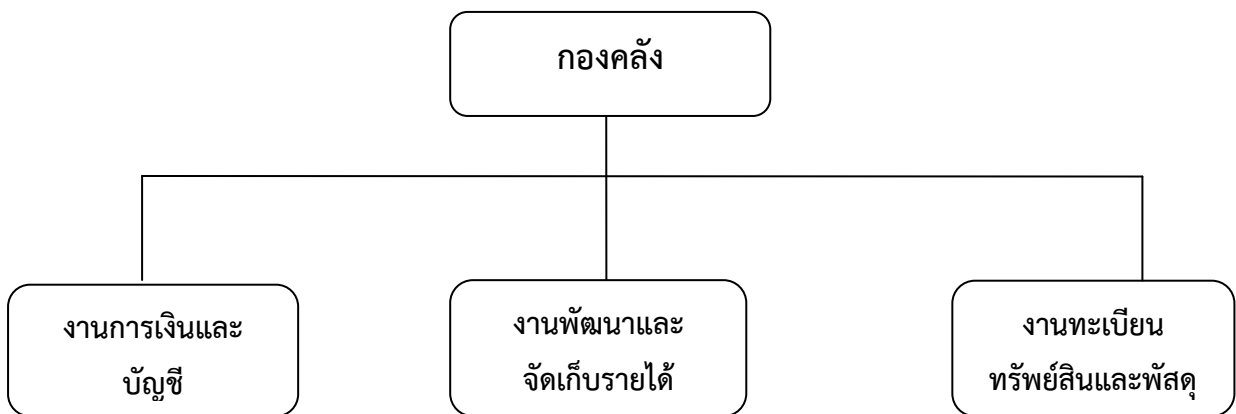 กองคลัง
งานการเงินและ
บัญชี
งานพัฒนาและ
จัดเก็บรายได้
งานทะเบียน
ทรัพย์สินและพัสดุ